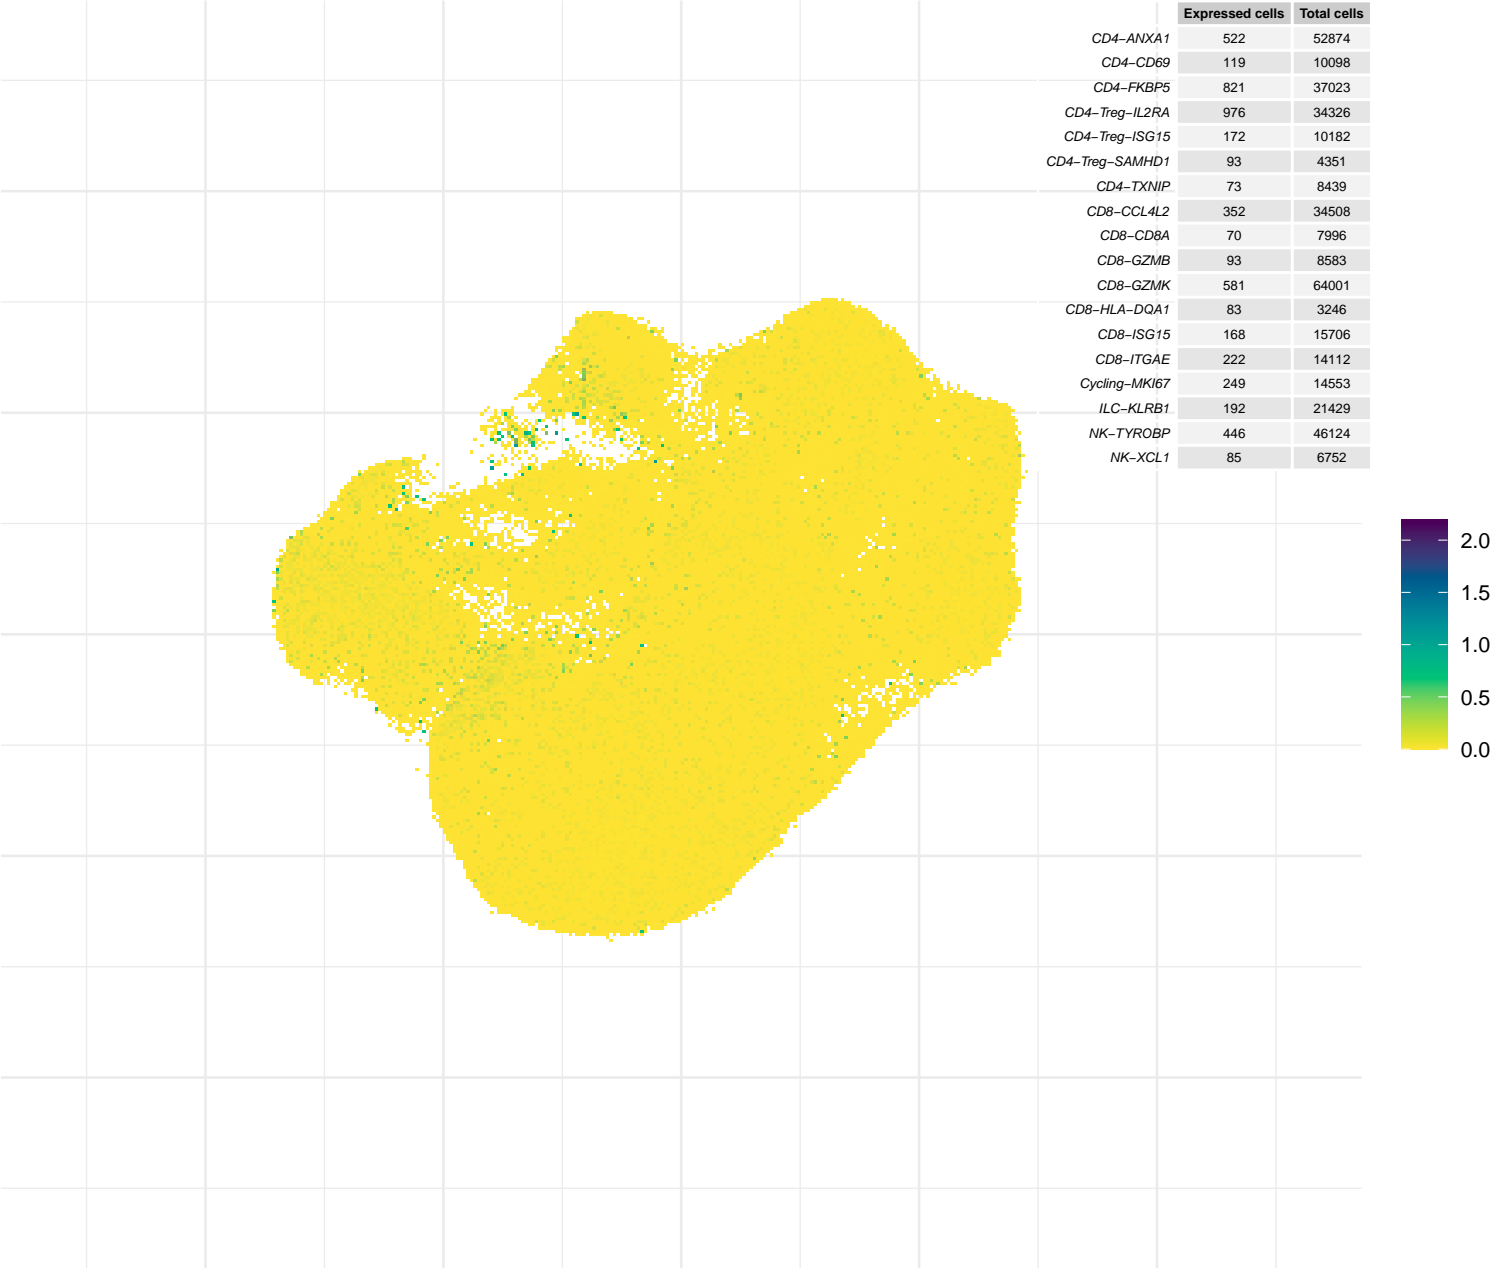 Expressed cells Total cells
CD4−ANXA1 522 52874
CD4−CD69 119 10098
CD4−FKBP5 821 37023
CD4−Treg−IL2RA 976 34326
CD4−Treg−ISG15 172 10182
CD4−Treg−SAMHD1 93 4351
CD4−TXNIP 73 8439
CD8−CCL4L2 352 34508
CD8−CD8A 70 7996
CD8−GZMB 93 8583
CD8−GZMK 581 64001
CD8−HLA−DQA1 83 3246
CD8−ISG15 168 15706
CD8−ITGAE 222 14112
Cycling−MKI67 249 14553
ILC−KLRB1 192 21429
NK−TYROBP 446 46124
NK−XCL1 85 6752
2.0
1.5
1.0
0.5
0.0